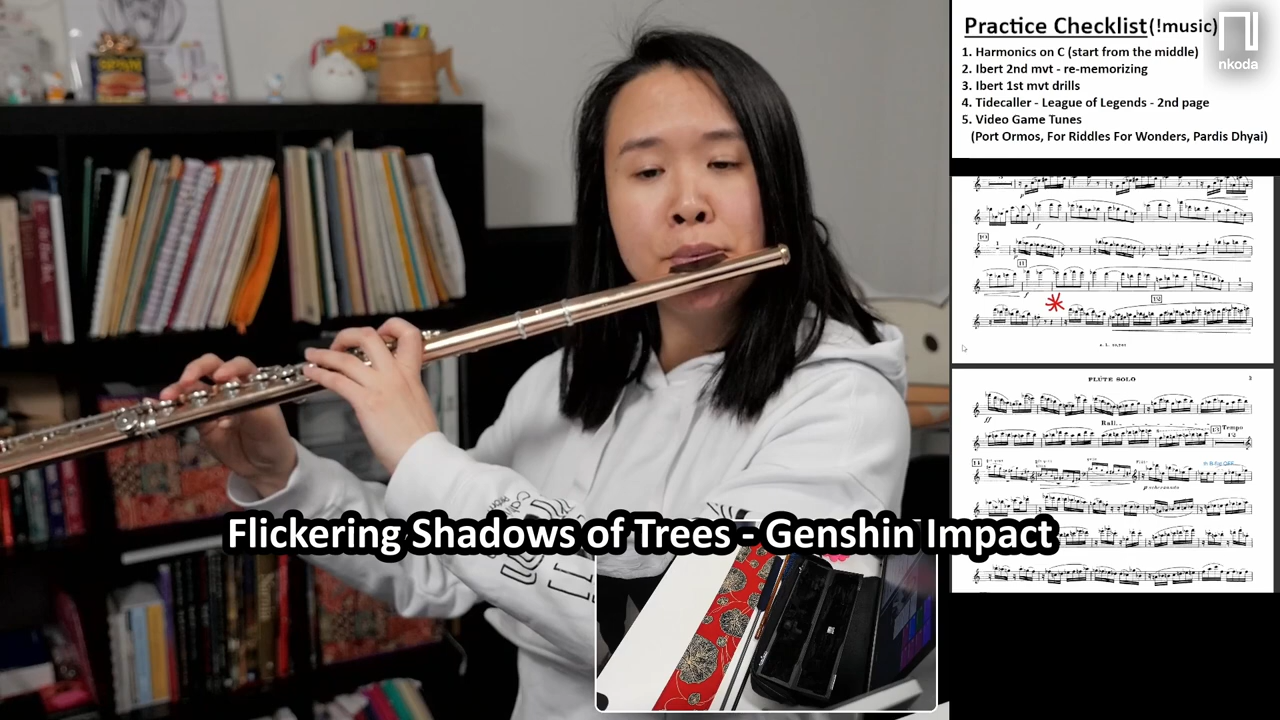 Practice Checklist(!music)
nkoda
1. Harmonics on C (start from the middle)
2. Ibert 2nd mvt - re-memorizing
3. Ibert 1st mvt drills
4. Tidecaller - League of Legends - 2nd page
5. Video Game Tunes
(Port Ormos, For Riddles For Wonders, Pardis Dhyai)
FLUTE SOLO
3
Rall.
Tempo
Flickering Shadows of Trees - Genshin Impact